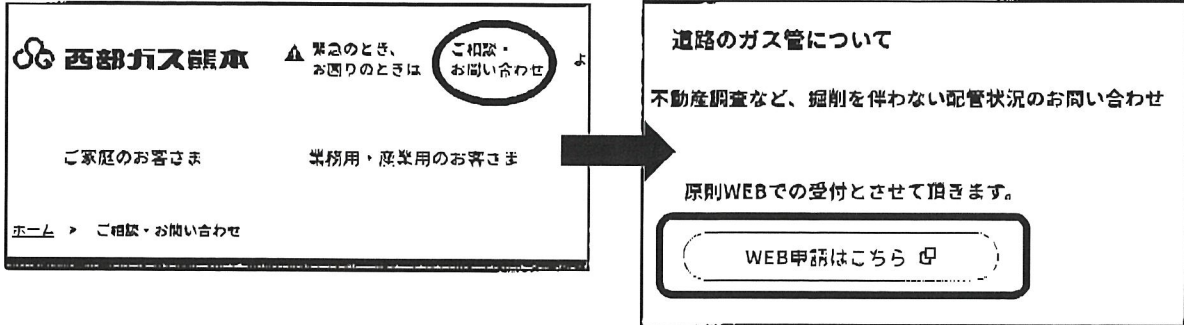 西部ガス熊本
緊急のとき、
お困りのときは
ご相談・
お問い合わせ
よ
ご家庭のお客さま
業務用・産業用のお客さま
ホーム > ご相談・お問い合わせ
道路のガス管について
不動産調査など、掘削を伴わない配管状況のお問い合わせ
原則WEBでの受付とさせて頂きます。
WEB申請はこちら